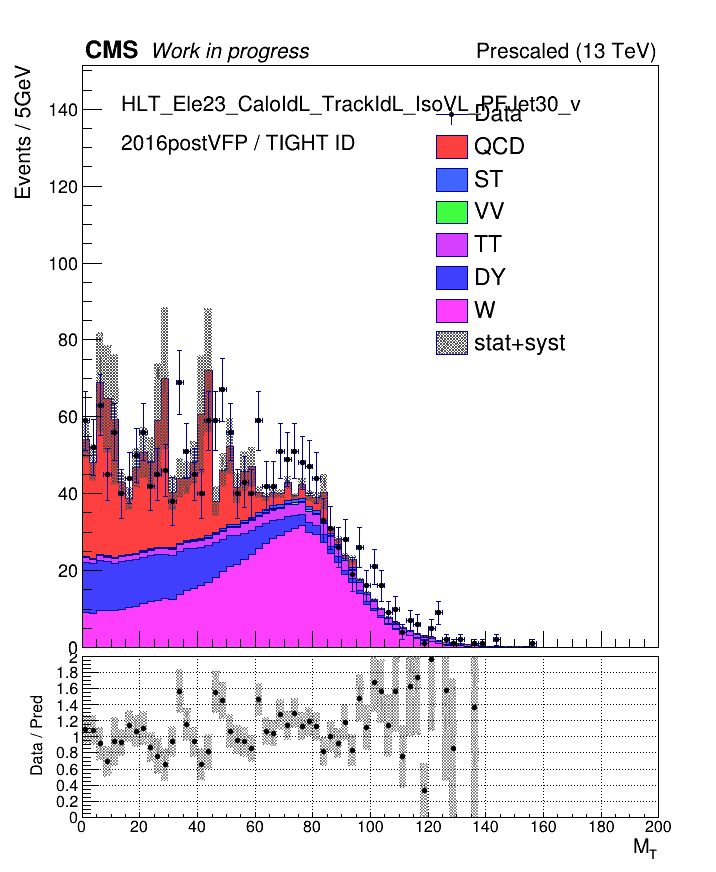 CMS Work in progress Prescaled (13 TeV)
Events / 5GeV
HLT_Ele23_CaloIdL_TrackIdL_IsoVL_PFJet30_v
2016postVFP / TIGHT ID
Data
QCD
ST
VV
TT
DY
W
stat+syst
140
120
100
80
60
40
20
0
Data / Pred
2
1.8
1.6
1.4
1.2
1
0.8
0.6
0.4
0.2
0
0 20 40 60 80 100 120 140 160 180 200
M_T